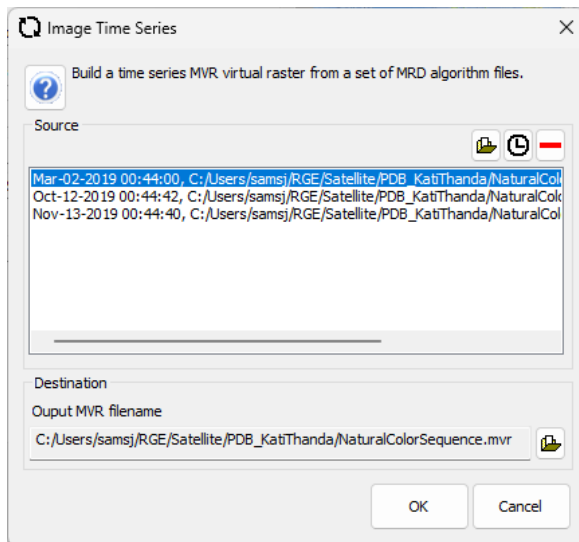 Image Time Series
Build a time series MVR virtual raster from a set of MRD algorithm files.
Source
Mar-02-2019 00:44:00, C:/Users/samsj/RGE/Satellite/PDB_KatiThanda/NaturalCol
Oct-12-2019 00:44:42, C:/Users/samsj/RGE/Satellite/PDB_KatiThanda/NaturalCol
Nov-13-2019 00:44:40, C:/Users/samsj/RGE/Satellite/PDB_KatiThanda/NaturalCol
Destination
Ouput MVR filename
C:/Users/samsj/RGE/Satellite/PDB_KatiThanda/NaturalColorSequence.mvr
OK Cancel